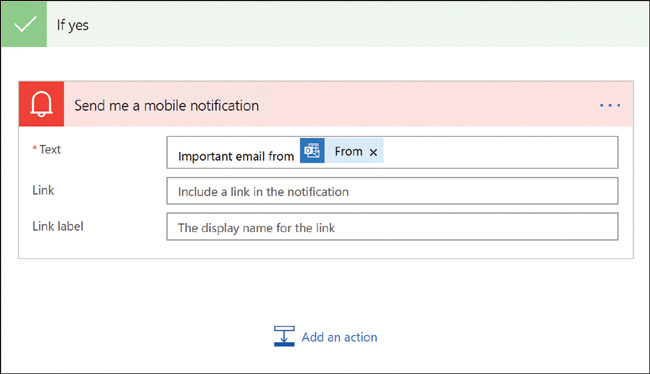 If yes
Send me a mobile notification
* Text
Important email from From ×
Link
Include a link in the notification
Link label
The display name for the link
Add an action